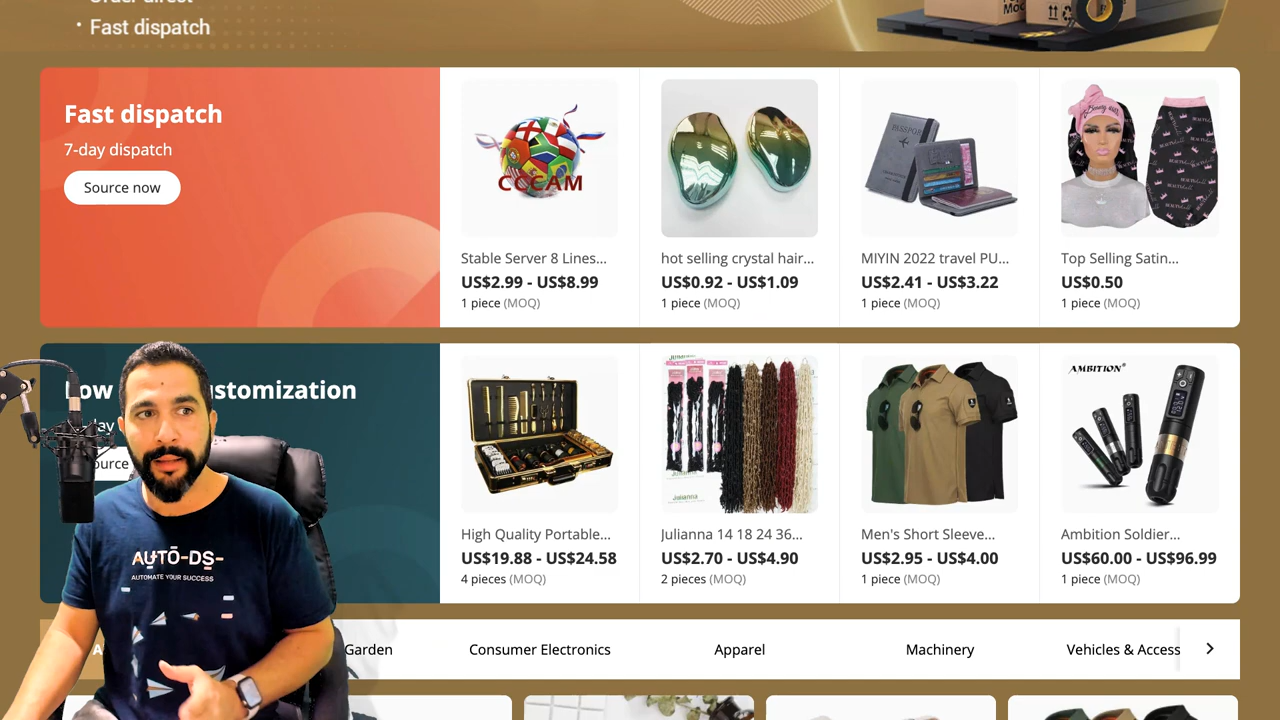 Fast dispatch
Fast dispatch
7-day dispatch
Source now
CCCAM
Stable Server 8 Lines...
US$2.99 - US$8.99
1 piece (MOQ)
hot selling crystal hair...
US$0.92 - US$1.09
1 piece (MOQ)
PASSPOR
MIYIN 2022 travel PU...
US$2.41 - US$3.22
1 piece (MOQ)
Top Selling Satin...
US$0.50
1 piece (MOQ)
High Quality Portable...
US$19.88 - US$24.58
4 pieces (MOQ)
Julianna
Julianna 14 18 24 36...
US$2.70 - US$4.90
2 pieces (MOQ)
Men's Short Sleeve...
US$2.95 - US$4.00
1 piece (MOQ)
AMBITION®
Ambition Soldier...
US$60.00 - US$96.99
1 piece (MOQ)
AUTŌ-DS-
AUTOMATE YOUR SUCCESS
Garden
Consumer Electronics
Apparel
Machinery
Vehicles & Access